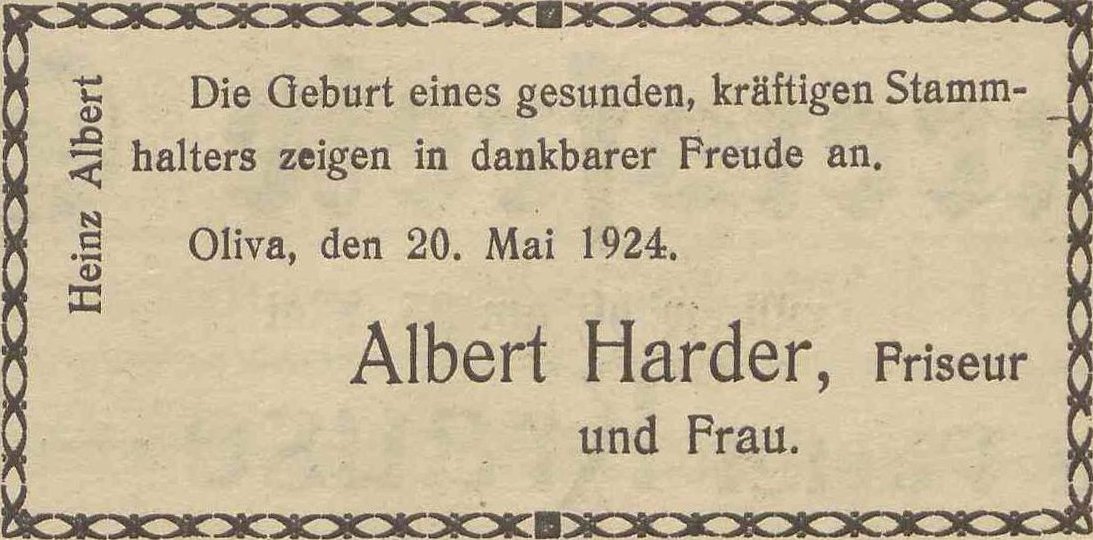 Heinz Albert
Die Geburt eines gesunden, kräftigen Stamm-
halters zeigen in dankbarer Freude an.
Oliva, den 20. Mai 1924.
Albert Harder, Friseur
und Frau.